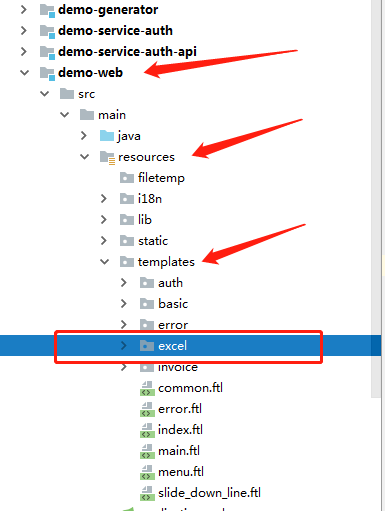 demo-generator
demo-service-auth
demo-service-auth-api
demo-web
src
main
java
resources
filetemp
i18n
lib
static
templates
auth
basic
error
excel
invoice
common.ftl
error.ftl
index.ftl
main.ftl
menu.ftl
slide_down_line.ftl